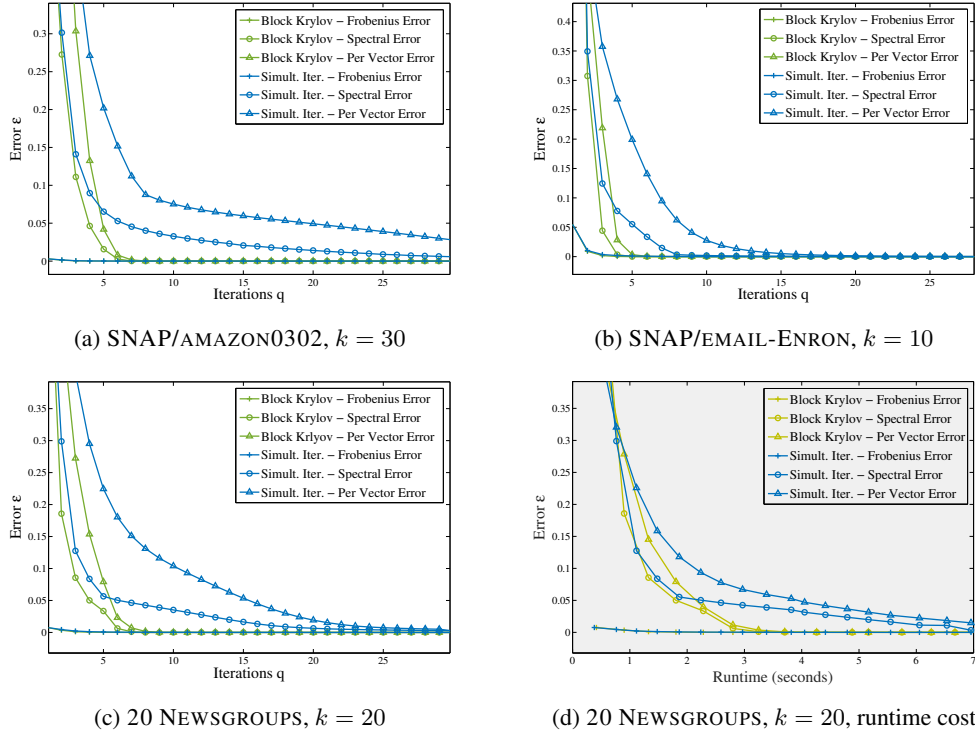 0.3
0.25
0.2
0.15
0.1
0.05
0
Error ε
5
10
15
20
25
Iterations q
Block Krylov − Frobenius Error
Block Krylov − Spectral Error
Block Krylov − Per Vector Error
Simult. Iter. − Frobenius Error
Simult. Iter. − Spectral Error
Simult. Iter. − Per Vector Error
(a) SNAP/AMAZON0302, k = 30
0.4
0.35
0.3
0.25
0.2
0.15
0.1
0.05
0
Error ε
5
10
15
20
25
Iterations q
Block Krylov − Frobenius Error
Block Krylov − Spectral Error
Block Krylov − Per Vector Error
Simult. Iter. − Frobenius Error
Simult. Iter. − Spectral Error
Simult. Iter. − Per Vector Error
(b) SNAP/EMAIL-ENRON, k = 10
0.35
0.3
0.25
0.2
0.15
0.1
0.05
0
Error ε
5
10
15
20
25
Iterations q
Block Krylov − Frobenius Error
Block Krylov − Spectral Error
Block Krlyov − Per Vector Error
Simult. Iter. − Frobenius Error
Simult. Iter. − Spectral Error
Simult. Iter. − Per Vector Error
(c) 20 NEWSGROUPS, k = 20
0.35
0.3
0.25
0.2
0.15
0.1
0.05
0
Error ε
0
1
2
3
4
5
6
7
Runtime (seconds)
Block Krylov − Frobenius Error
Block Krylov − Spectral Error
Block Krylov − Per Vector Error
Simult. Iter. − Frobenius Error
Simult. Iter. − Spectral Error
Simult. Iter. − Per Vector Error
(d) 20 NEWSGROUPS, k = 20, runtime cost